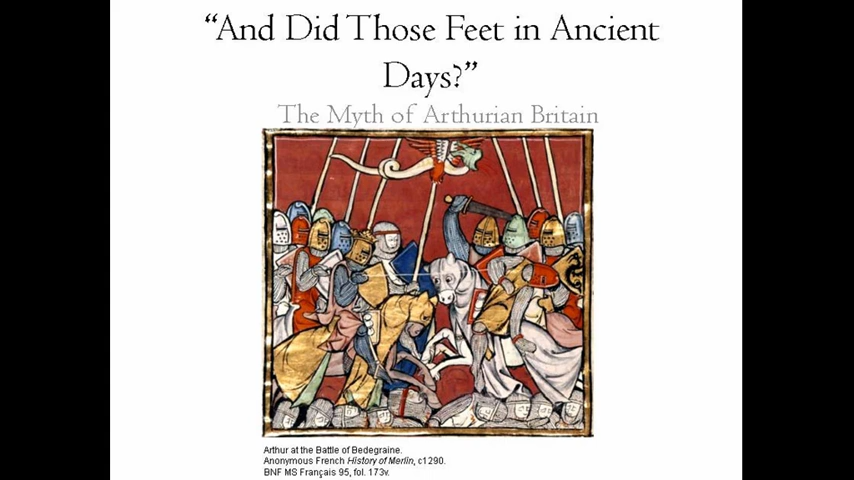 “And Did Those Feet in Ancient
Days?”
The Myth of Arthurian Britain
Arthur at the Battle of Bedegraine.
Anonymous French History of Merlin, c1290.
BNF MS Français 95, fol. 173v.